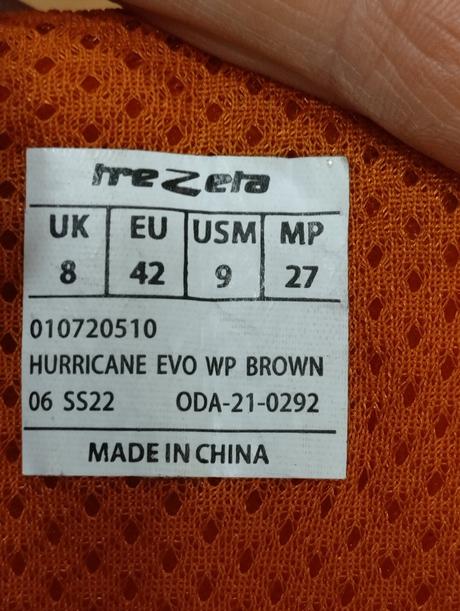 treZeta
UK EU USM MP
8 42 9 27
010720510
HURRICANE EVO WP BROWN
06 SS22 ODA-21-0292
MADE IN CHINA